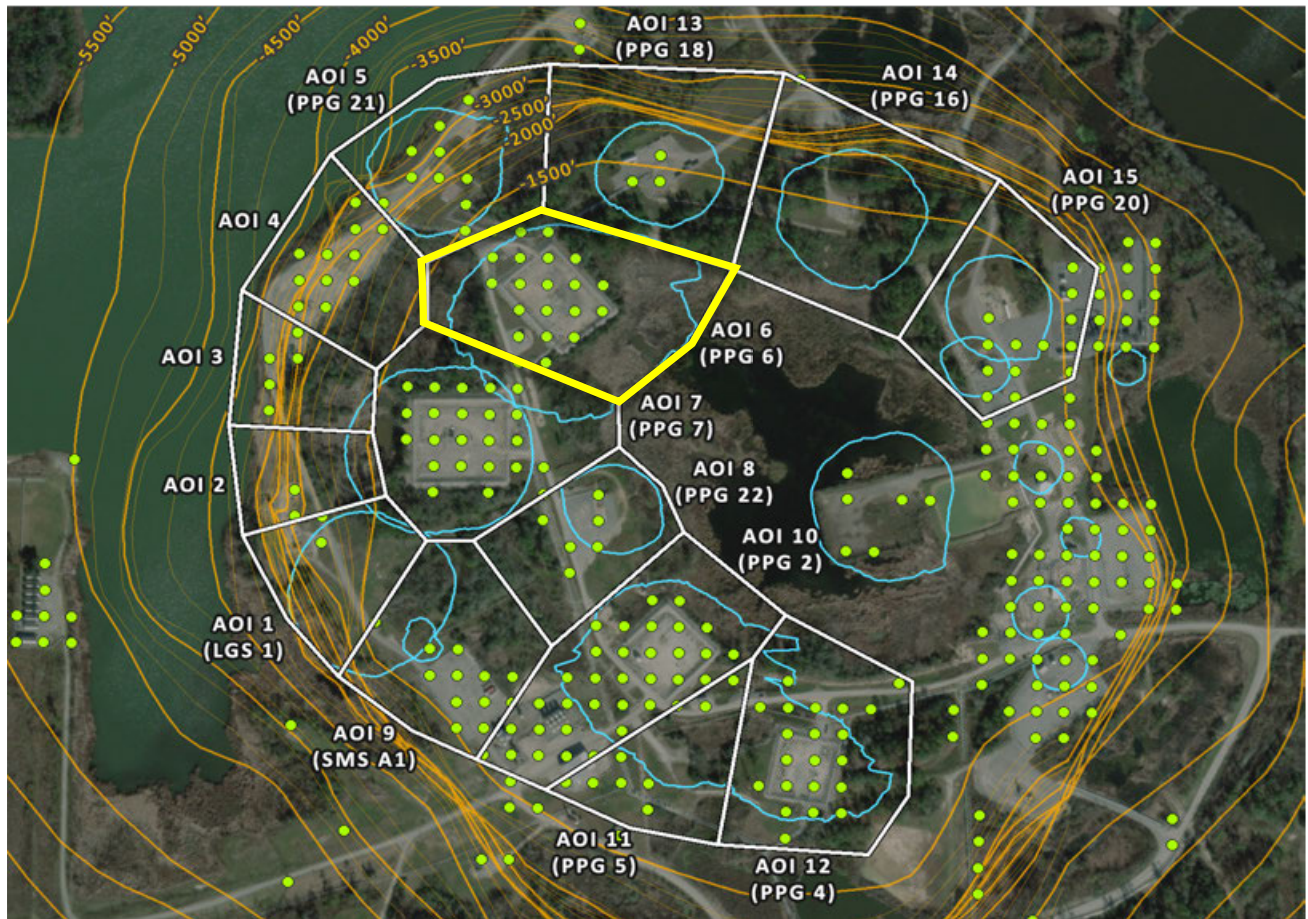 -5500'
-5000'
-4500'
-4000'
-3500'
-3000'
-2500'
-2000'
-1500'
AOI 13
(PPG 18)
AOI 5
(PPG 21)
AOI 14
(PPG 16)
AOI 15
(PPG 20)
AOI 4
AOI 3
AOI 6
(PPG 6)
AOI 7
(PPG 7)
AOI 2
AOI 8
(PPG 22)
AOI 10
(PPG 2)
AOI 1
(LGS 1)
AOI 9
(SMS A1)
AOI 11
(PPG 5)
AOI 12
(PPG 4)